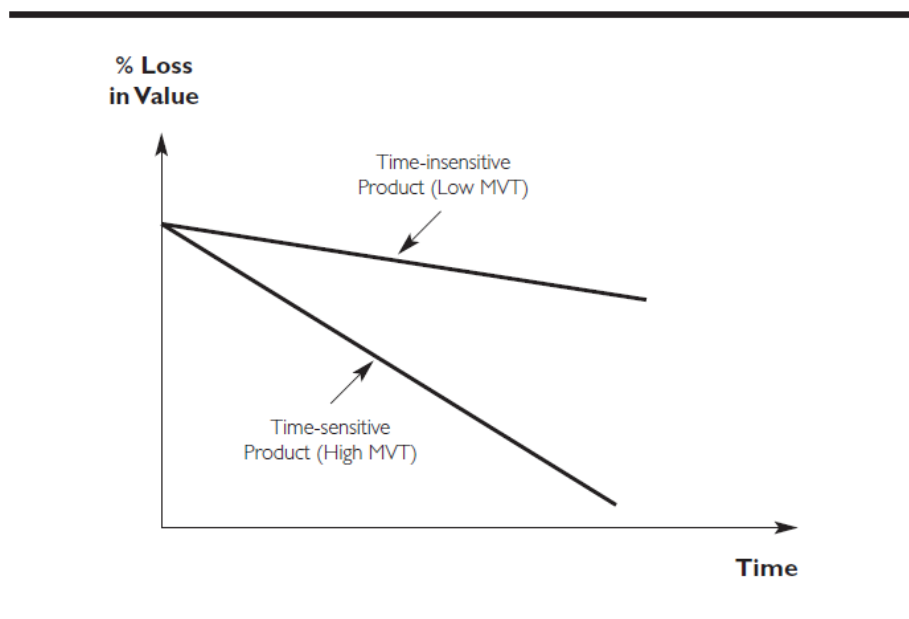 % Loss
in Value
Time-insensitive
Product (Low MVT)
Time-sensitive
Product (High MVT)
Time